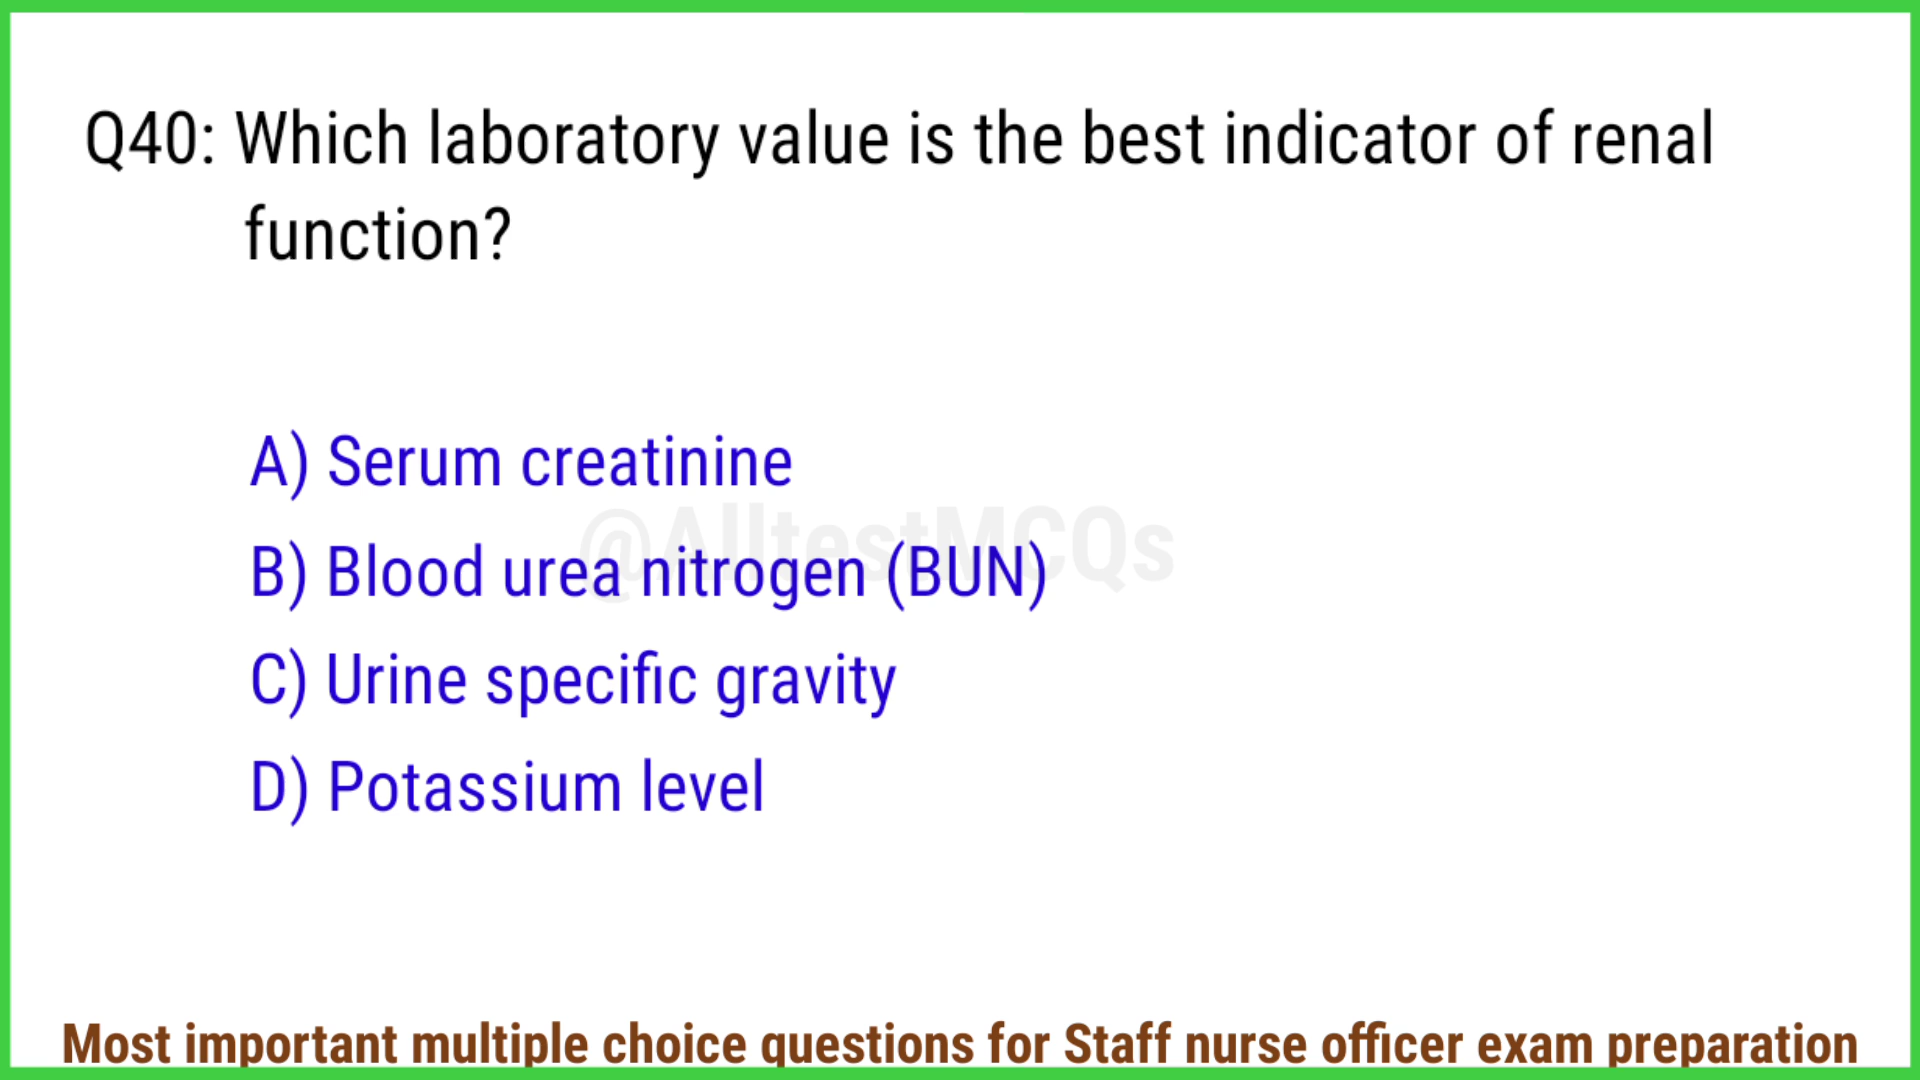 Q40: Which laboratory value is the best indicator of renal
function?
A) Serum creatinine
@AlltestMCQs
B) Blood urea nitrogen (BUN)
C) Urine specific gravity
D) Potassium level
Most important multiple choice questions for Staff nurse officer exam preparation